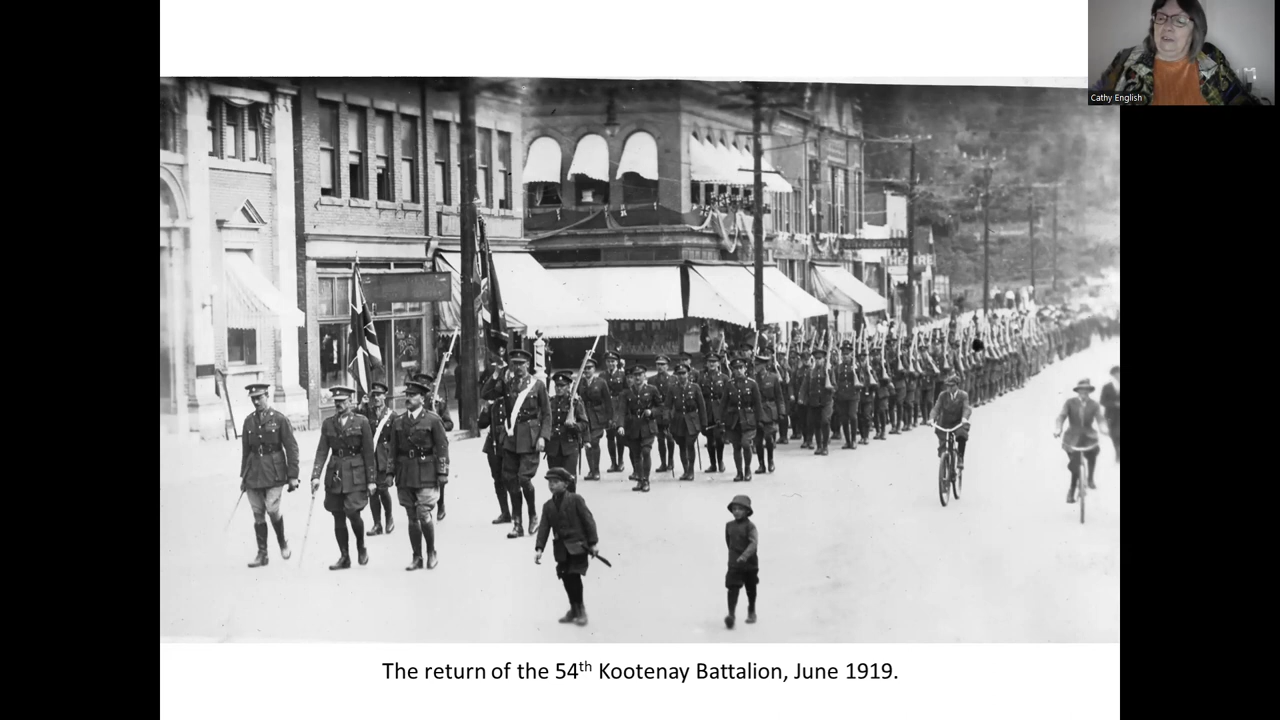 Cathy English
The return of the 54th Kootenay Battalion, June 1919.